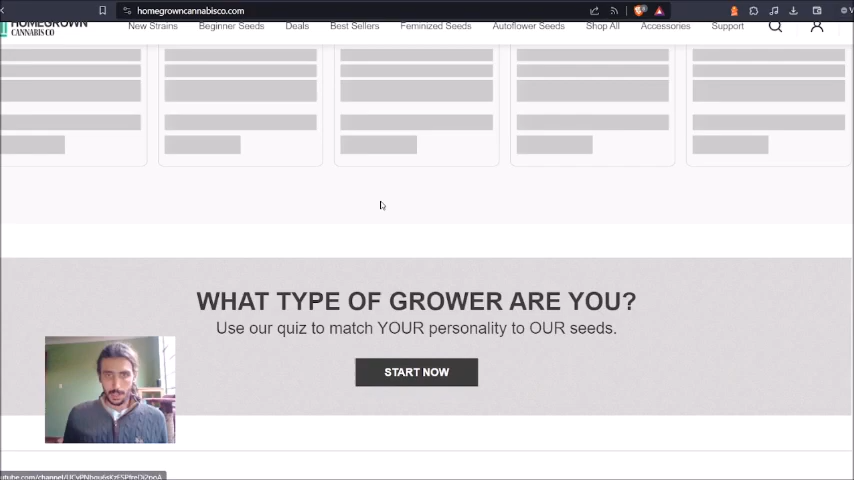 homegrowncannabisco.com
HOMEGROWN
CANNABIS CO
New Strains Beginner Seeds Deals Best Sellers Feminized Seeds Autoflower Seeds Shop All Accessories Support
WHAT TYPE OF GROWER ARE YOU?
Use our quiz to match YOUR personality to OUR seeds.
START NOW